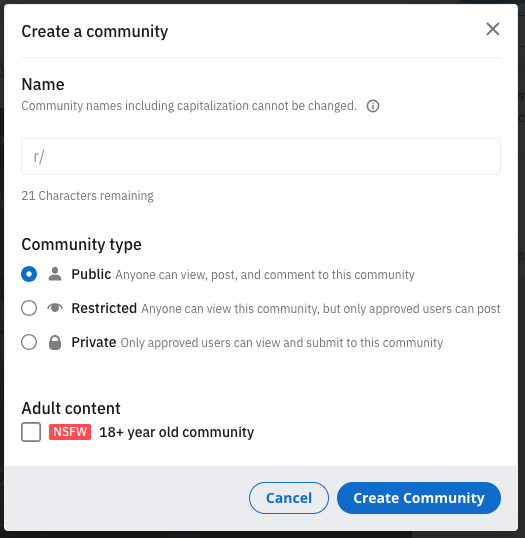 Create a community
Name
Community names including capitalization cannot be changed.
r/
21 Characters remaining
Community type
Public Anyone can view, post, and comment to this community
Restricted Anyone can view this community, but only approved users can post
Private Only approved users can view and submit to this community
Adult content
NSFW 18+ year old community
Cancel Create Community